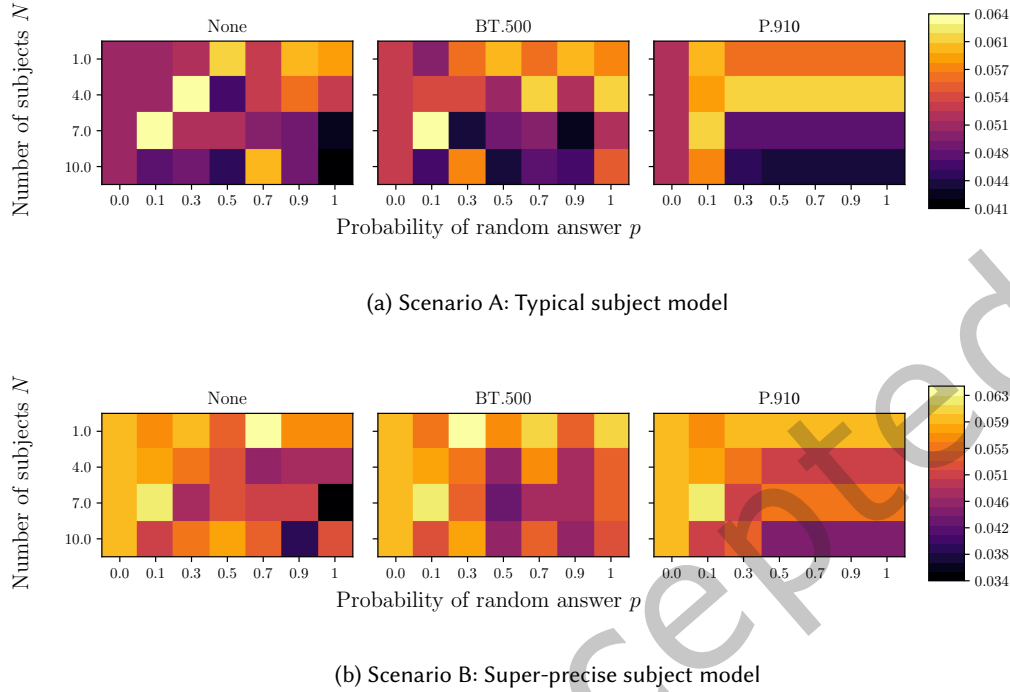 None BT.500 P.910
Number of subjects N
1.0
4.0
7.0
10.0
0.0 0.1 0.3 0.5 0.7 0.9 1
0.0 0.1 0.3 0.5 0.7 0.9 1
0.0 0.1 0.3 0.5 0.7 0.9 1
Probability of random answer p
0.064
0.061
0.057
0.054
0.051
0.048
0.044
0.041
(a) Scenario A: Typical subject model
None BT.500 P.910
Number of subjects N
1.0
4.0
7.0
10.0
0.0 0.1 0.3 0.5 0.7 0.9 1
0.0 0.1 0.3 0.5 0.7 0.9 1
0.0 0.1 0.3 0.5 0.7 0.9 1
Probability of random answer p
0.063
0.059
0.055
0.051
0.046
0.042
0.038
0.034
(b) Scenario B: Super-precise subject model
cepted